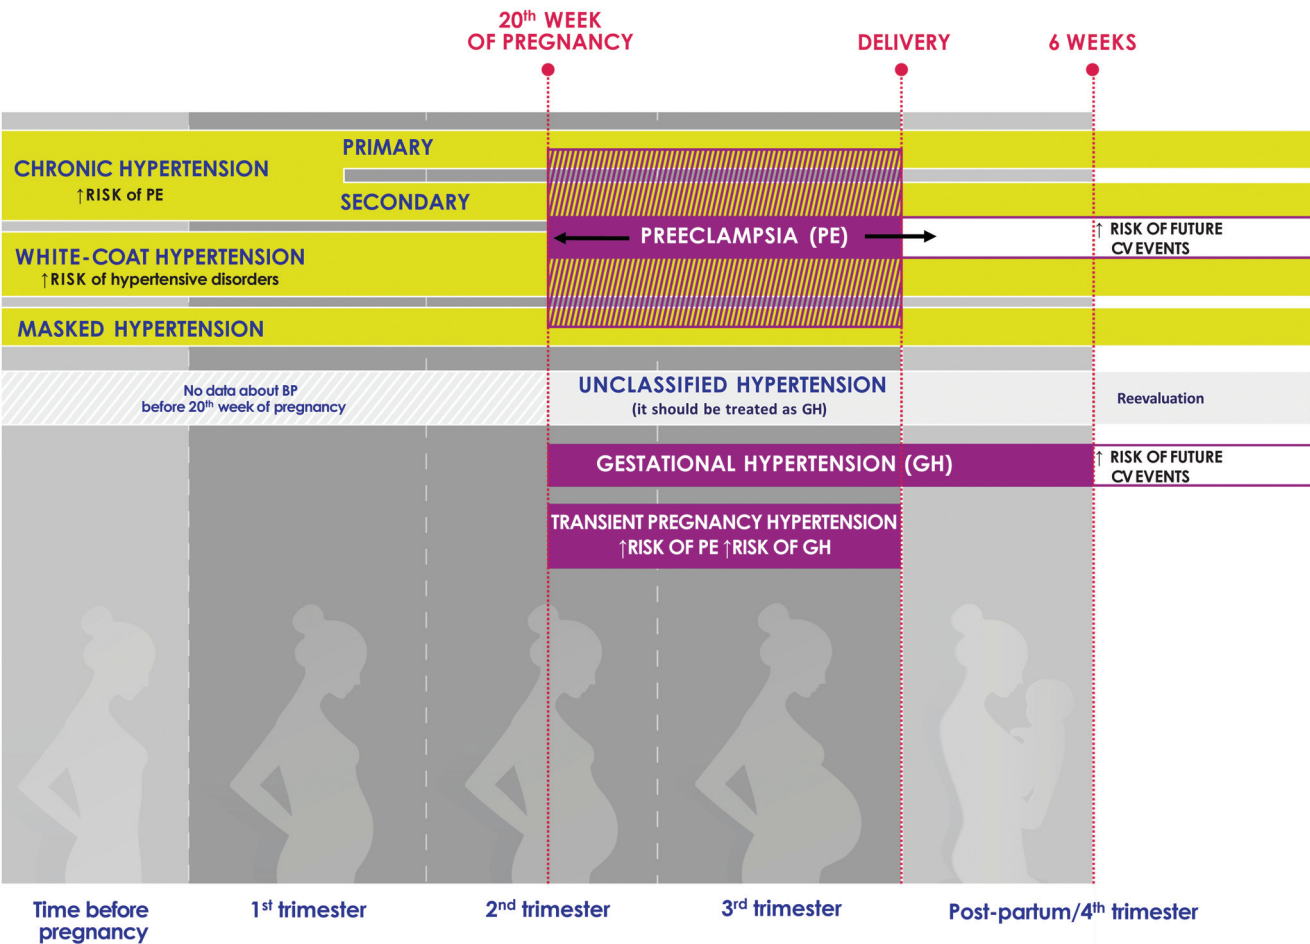 20th WEEK
OF PREGNANCY
DELIVERY
6 WEEKS
PRIMARY
CHRONIC HYPERTENSION
↑RISK of PE
SECONDARY
PREECLAMPSIA (PE)
↑ RISK OF FUTURE
CV EVENTS
WHITE-COAT HYPERTENSION
↑RISK of hypertensive disorders
MASKED HYPERTENSION
No data about BP
before 20th week of pregnancy
UNCLASSIFIED HYPERTENSION
(it should be treated as GH)
Reevaluation
GESTATIONAL HYPERTENSION (GH)
↑ RISK OF FUTURE
CV EVENTS
TRANSIENT PREGNANCY HYPERTENSION
↑RISK OF PE ↑RISK OF GH
Time before
pregnancy
1st trimester
2nd trimester
3rd trimester
Post-partum/4th trimester